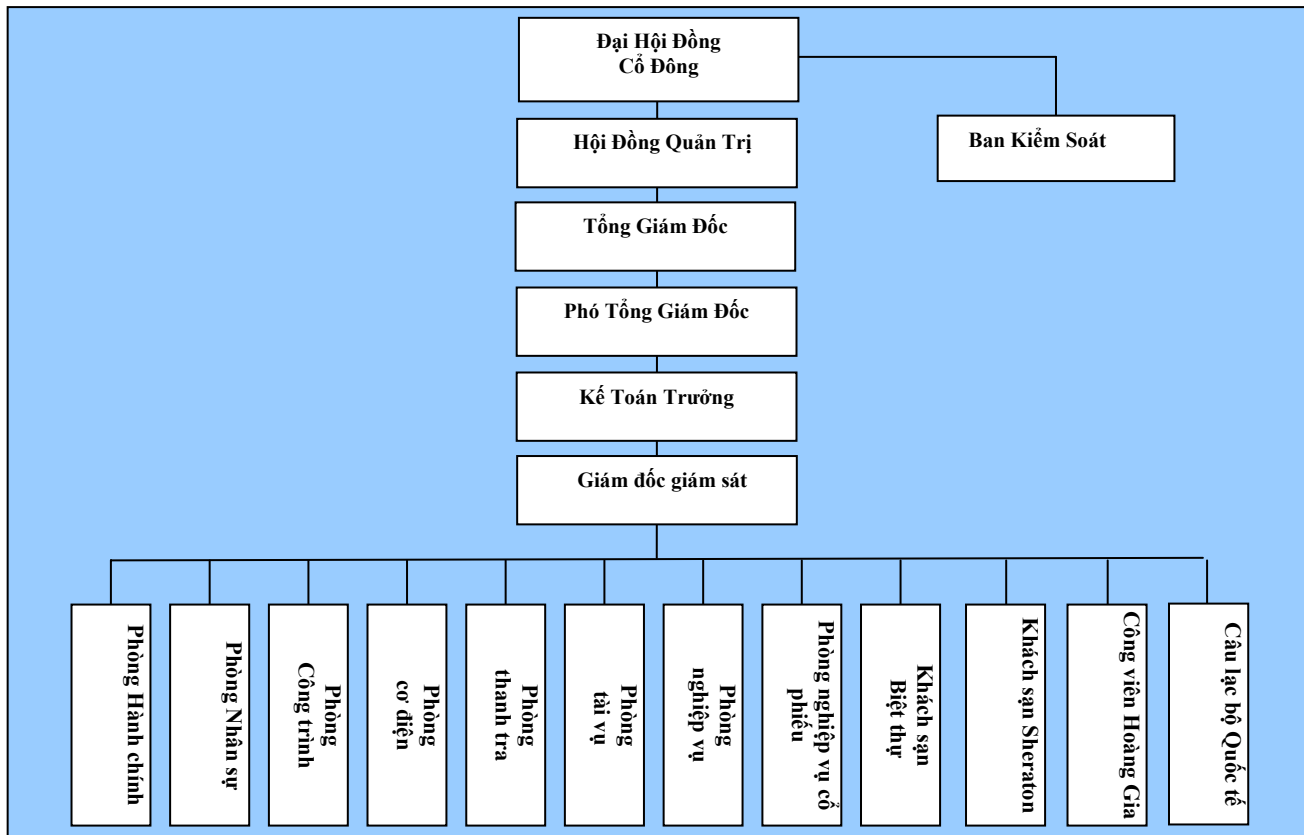 Đại Hội Đồng
Cổ Đông
Ban Kiểm Soát
Hội Đồng Quản Trị
Tổng Giám Đốc
Phó Tổng Giám Đốc
Kế Toán Trưởng
Giám đốc giám sát
Phòng Hành chính
Phòng Nhân sự
Phòng
Công trình
Phòng
cơ điện
Phòng
thanh tra
Phòng
tài vụ
Phòng
nghiệp vụ
Phòng nghiệp vụ cổ
phiếu
Khách sạn
Biệt thự
Khách sạn Sheraton
Công viên Hoàng Gia
Câu lạc bộ Quốc tế